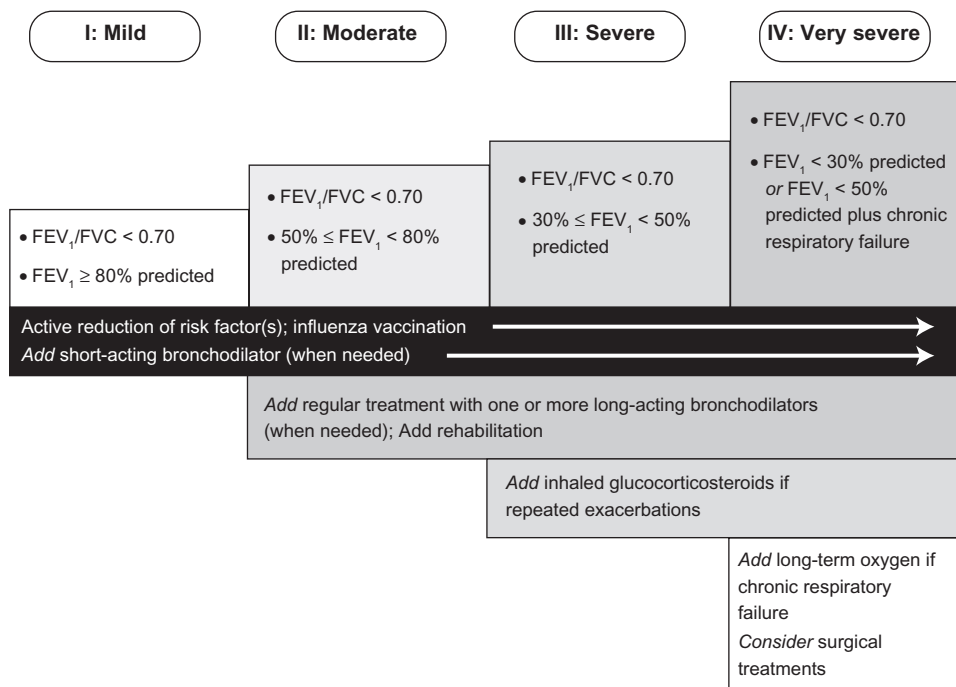 I: Mild
II: Moderate
III: Severe
IV: Very severe
• FEV₁/FVC < 0.70
• FEV₁ ≥ 80% predicted
• FEV₁/FVC < 0.70
• 50% ≤ FEV₁ < 80%
predicted
• FEV₁/FVC < 0.70
• 30% ≤ FEV₁ < 50%
predicted
• FEV₁/FVC < 0.70
• FEV₁ < 30% predicted
or FEV₁ < 50%
predicted plus chronic
respiratory failure
Active reduction of risk factor(s); influenza vaccination
Add short-acting bronchodilator (when needed)
Add regular treatment with one or more long-acting bronchodilators
(when needed); Add rehabilitation
Add inhaled glucocorticosteroids if
repeated exacerbations
Add long-term oxygen if
chronic respiratory
failure
Consider surgical
treatments